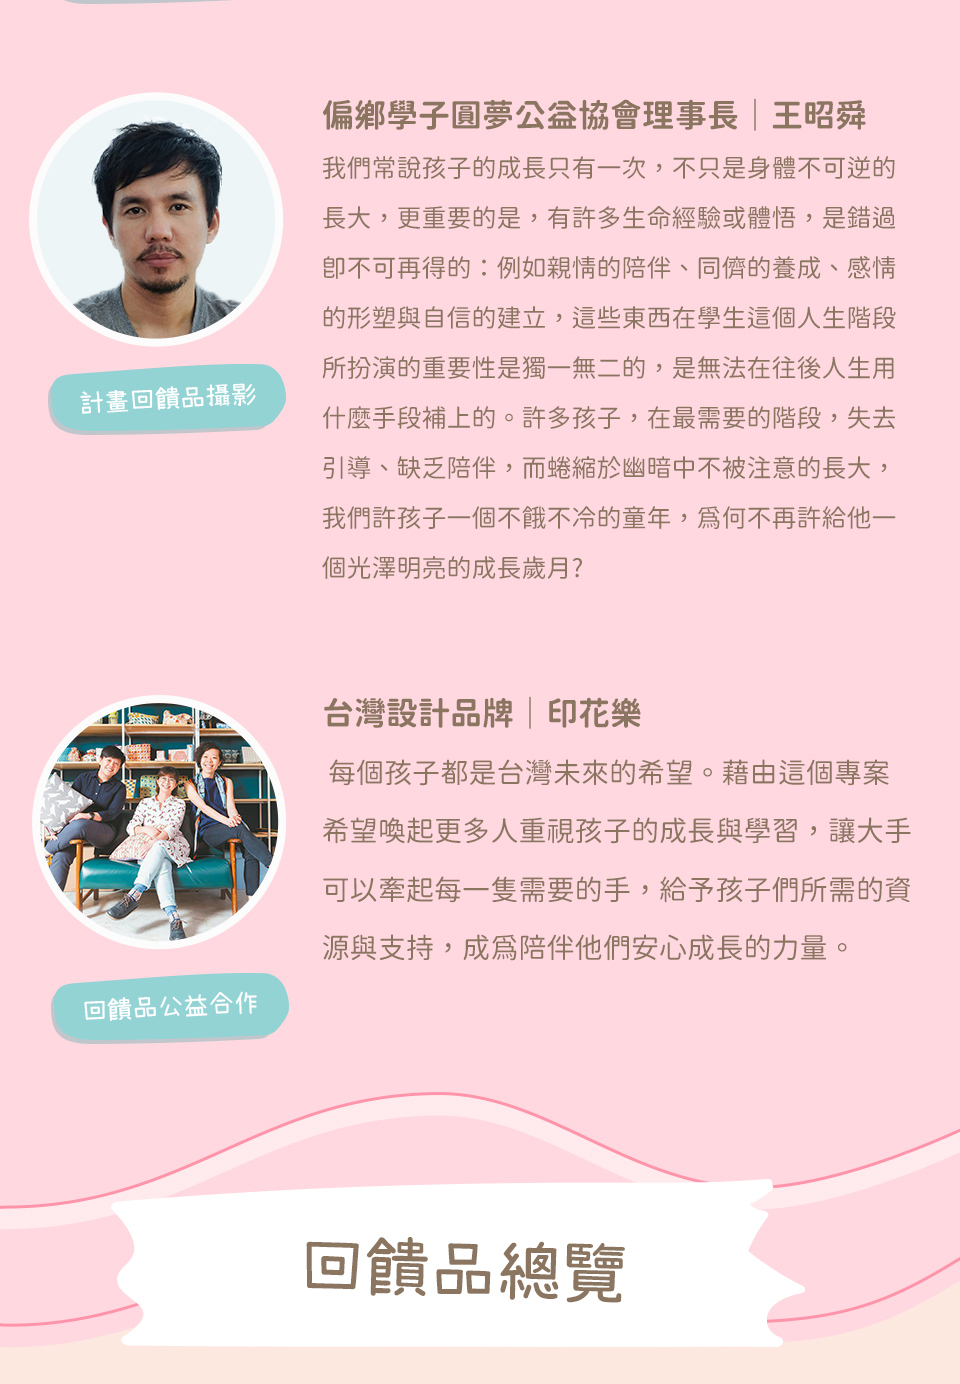 偏鄉學子圓夢公益協會理事長｜王昭舜
我們常說孩子的成長只有一次，不只是身體不可逆的
長大，更重要的是，有許多生命經驗或體悟，是錯過
卽不可再得的：例如親情的陪伴、同儕的養成、感情
的形塑與自信的建立，這些東西在學生這個人生階段
所扮演的重要性是獨一無二的，是無法在往後人生用
什麼手段補上的。許多孩子，在最需要的階段，失去
引導、缺乏陪伴，而蜷縮於幽暗中不被注意的長大，
我們許孩子一個不餓不冷的童年，爲何不再許給他一
個光澤明亮的成長歲月?
計畫回饋品攝影
台灣設計品牌｜印花樂
每個孩子都是台灣未來的希望。藉由這個專案
希望喚起更多人重視孩子的成長與學習，讓大手
可以牽起每一隻需要的手，給予孩子們所需的資
源與支持，成爲陪伴他們安心成長的力量。
回饋品公益合作
回饋品總覽